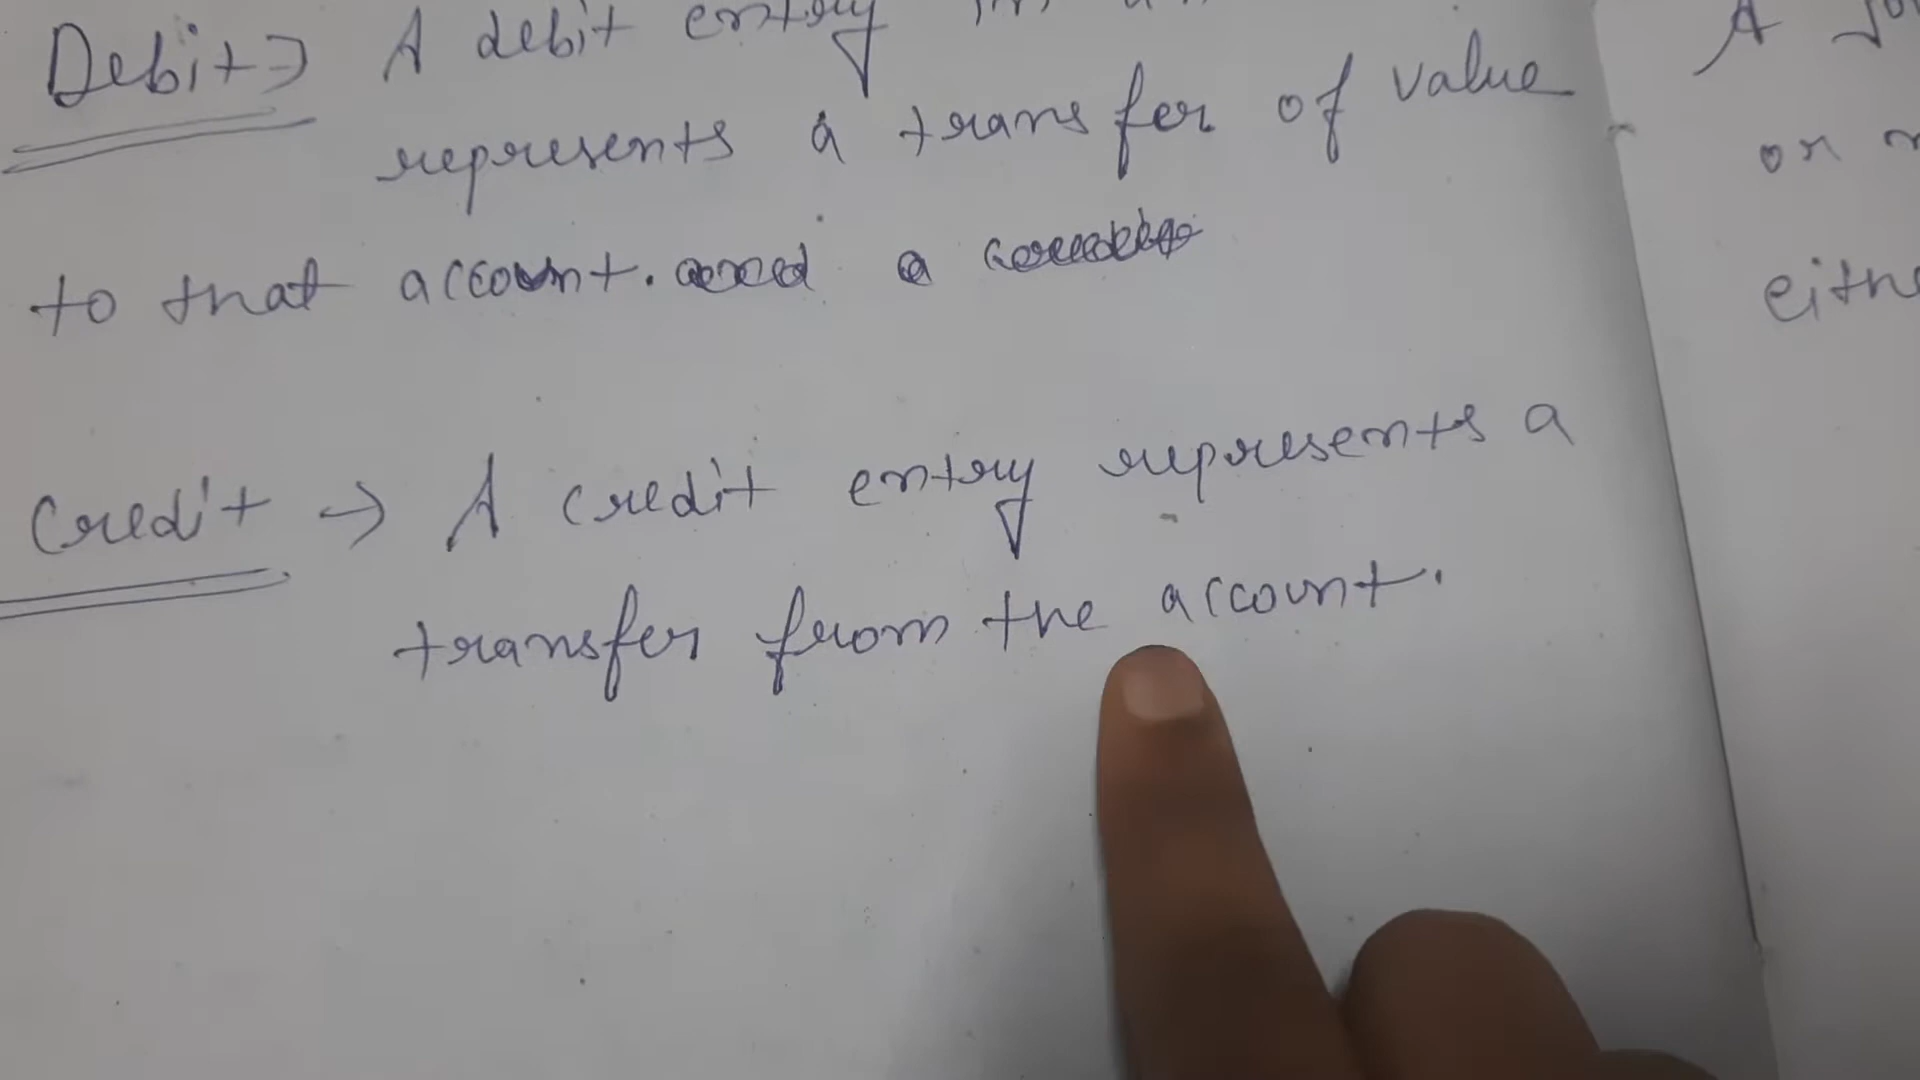 Debit → A debit entry in
represents a transfer of value
to that account.
Credit → A credit entry represents a
transfer from the account.
A
or